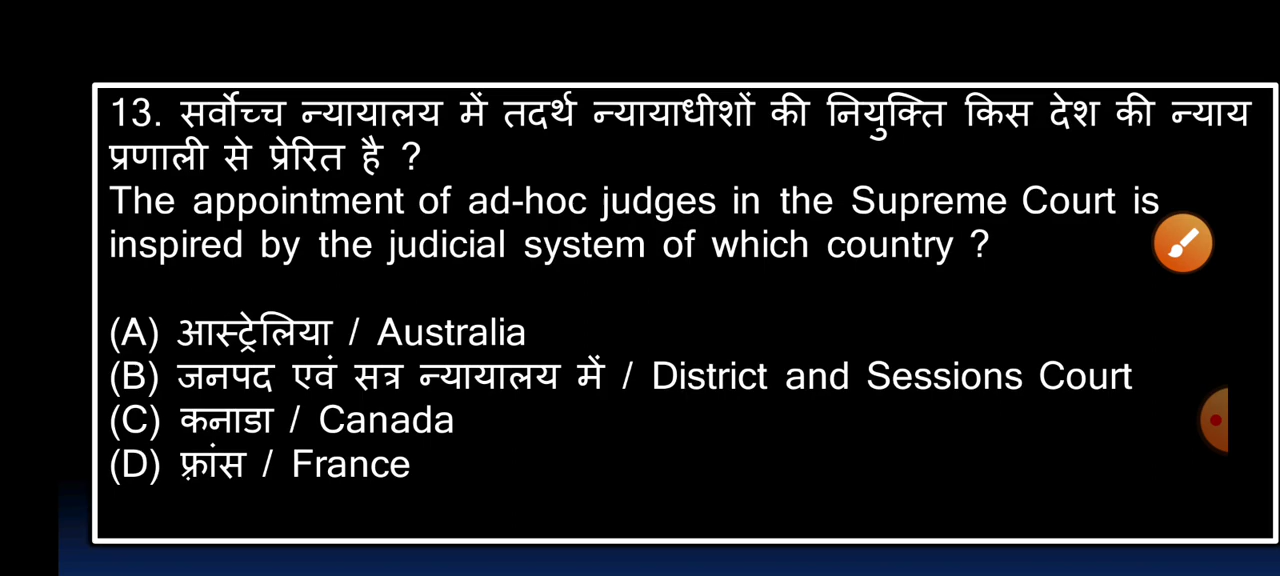 13. सर्वोच्च न्यायालय में तदर्थ न्यायाधीशों की नियुक्ति किस देश की न्याय
प्रणाली से प्रेरित है ?
The appointment of ad-hoc judges in the Supreme Court is
inspired by the judicial system of which country ?
(A) आस्ट्रेलिया / Australia
(B) जनपद एवं सत्र न्यायालय में / District and Sessions Court
(C) कनाडा / Canada
(D) फ़्रांस / France